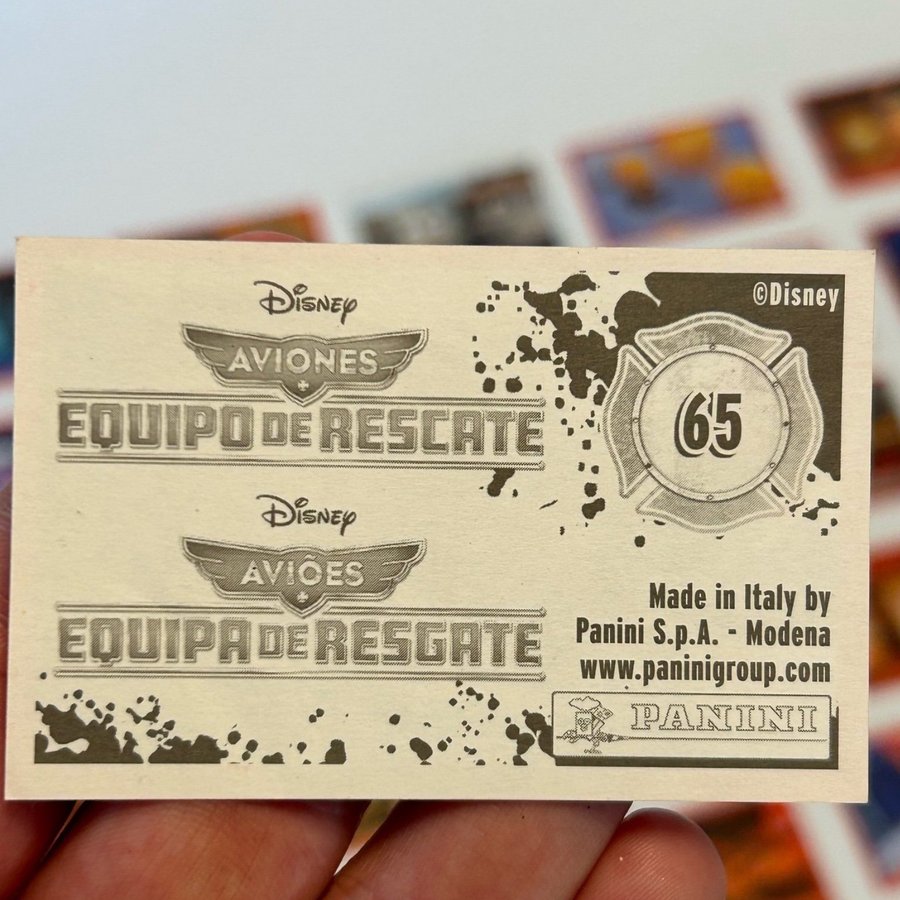 Disney
AVIONES
EQUIPO DE RESCATE
Disney
AVIÕES
EQUIPA DE RESGATE
©Disney
65
Made in Italy by
Panini S.p.A. - Modena
www.paninigroup.com
PANINI